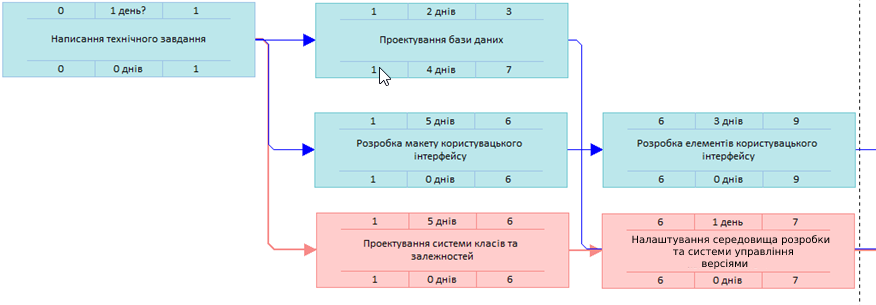 0 1 день? 1
Написання технічного завдання
0 0 днів 1
1 2 днів 3
Проектування бази даних
1 4 днів 7
1 5 днів 6
Розробка макету користувацького
інтерфейсу
1 0 днів 6
6 3 днів 9
Розробка елементів користувацького
інтерфейсу
6 0 днів 9
1 5 днів 6
Проектування системи класів та
залежностей
1 0 днів 6
6 1 день 7
Налаштування середовища розробки
та системи управління
версіями
6 0 днів 7